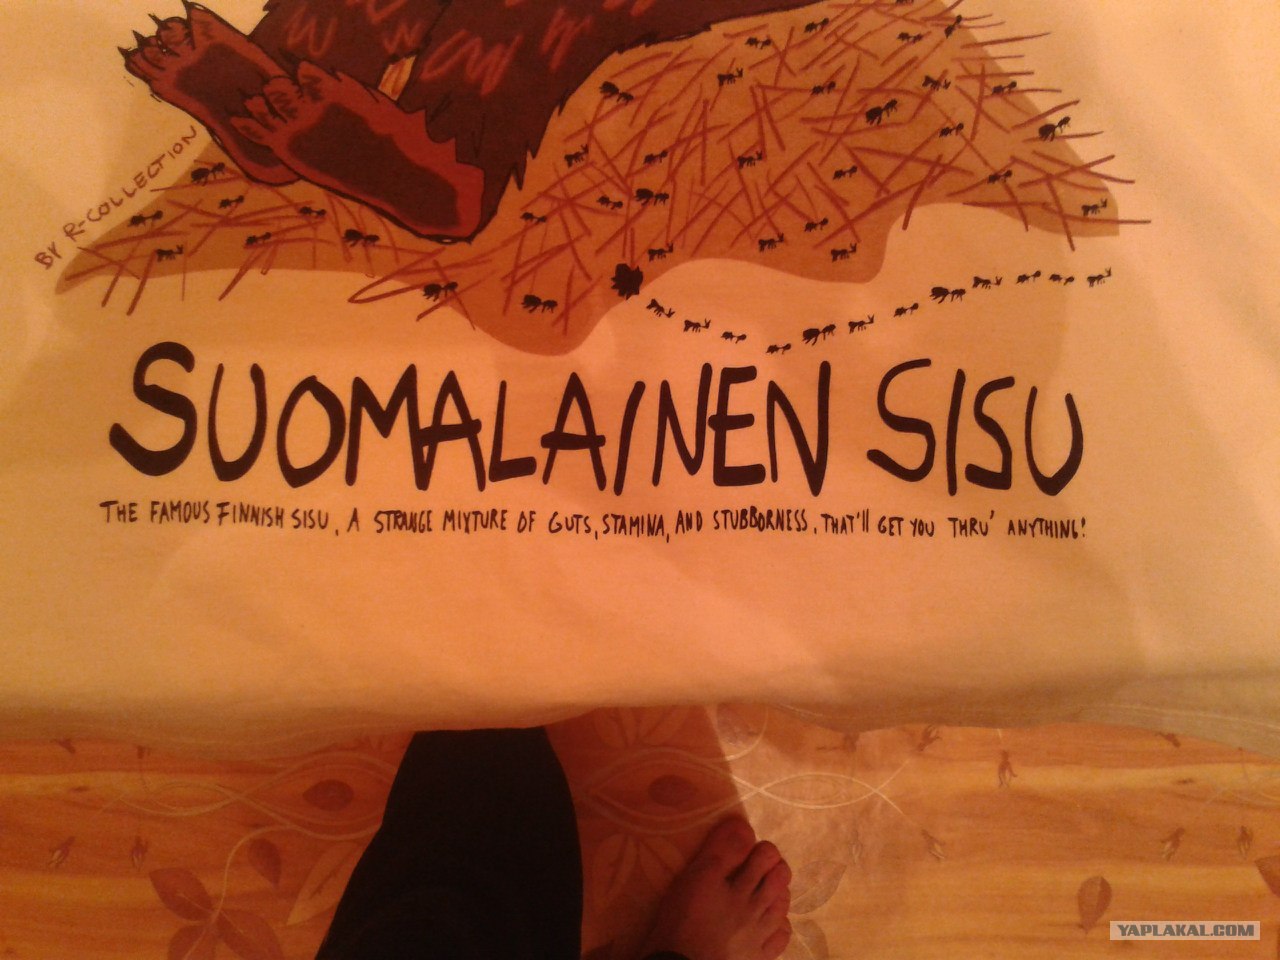 BY R-COLLECTION
SUOMALAINEN SISU
THE FAMOUS FINNISH SISU, A STRANGE MIXTURE OF GUTS, STAMINA, AND STUBBORNESS, THAT'll GET YOU THRU' ANYTHING!
YAPLAKAL.COM